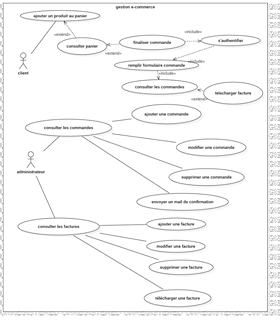 gestion e-commerce
ajouter un produit au panier
«extend»
«include»
consulter panier
finaliser commande
s'authentifier
«extend»
client
«include»
remplir formulaire commande
«include»
consulter les commandes
telecharger facture
«extend»
ajouter une commande
consulter les commandes
modifier une commande
administrateur
supprimer une commande
envoyer un mail de confirmation
consulter les factures
ajouter une facture
modifier une facture
supprimer une facture
télécharger une facture